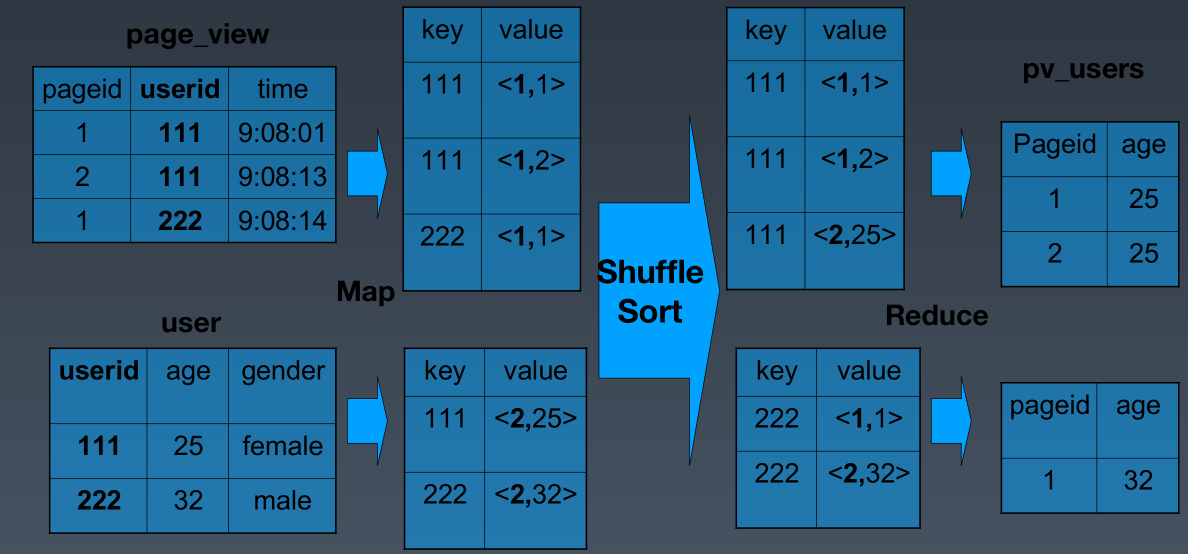 page_view
pageid userid time
1 111 9:08:01
2 111 9:08:13
1 222 9:08:14
key value
111 <1,1>
111 <1,2>
222 <1,1>
Map
user
userid age gender
111 25 female
222 32 male
key value
111 <2,25>
222 <2,32>
Shuffle
Sort
key value
111 <1,1>
111 <1,2>
111 <2,25>
Reduce
key value
222 <1,1>
222 <2,32>
pv_users
Pageid age
1 25
2 25
pageid age
1 32